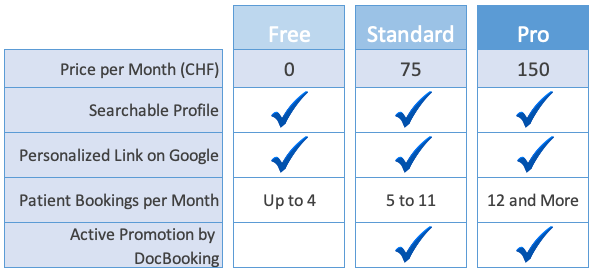 Free Standard Pro
Price per Month (CHF) 0 75 150
Searchable Profile
Personalized Link on Google
Patient Bookings per Month Up to 4 5 to 11 12 and More
Active Promotion by
DocBooking